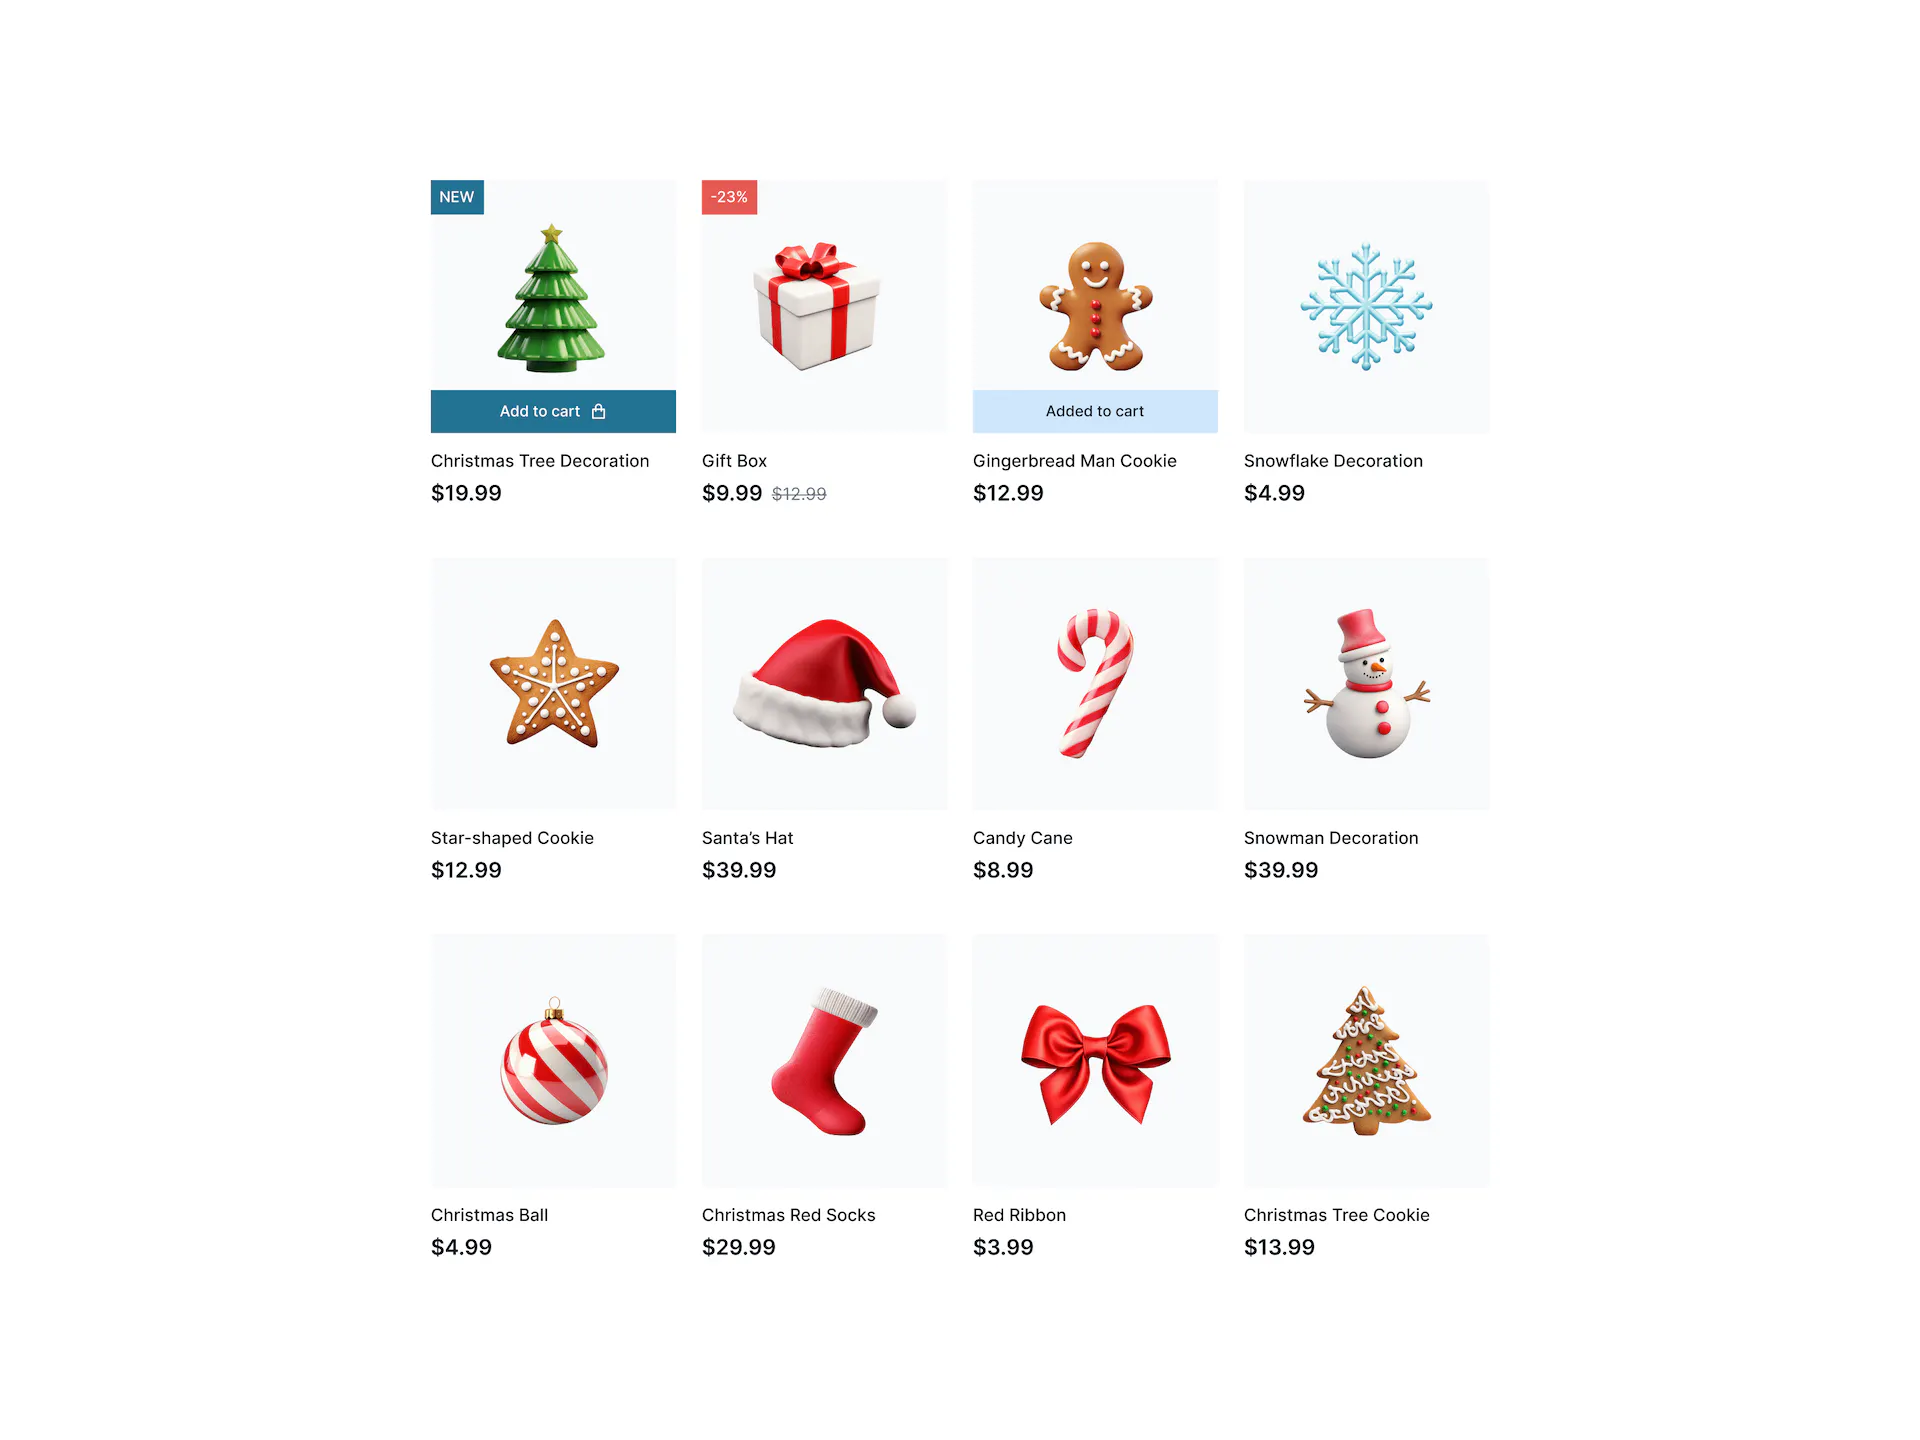 NEW
Add to cart
Christmas Tree Decoration
$19.99
-23%
Gift Box
$9.99 $12.99
Added to cart
Gingerbread Man Cookie
$12.99
Snowflake Decoration
$4.99
Star-shaped Cookie
$12.99
Santa’s Hat
$39.99
Candy Cane
$8.99
Snowman Decoration
$39.99
Christmas Ball
$4.99
Christmas Red Socks
$29.99
Red Ribbon
$3.99
Christmas Tree Cookie
$13.99